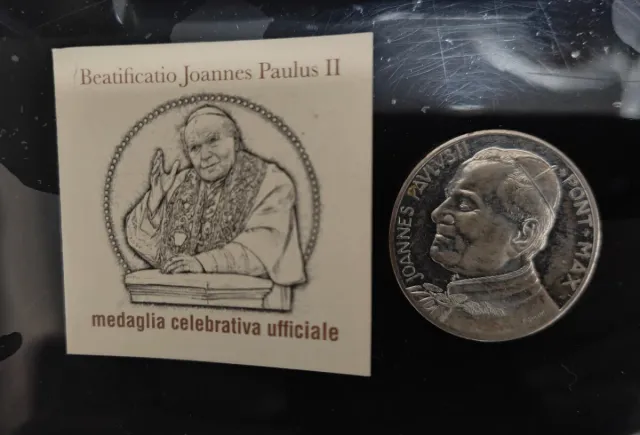 Beatificatio Joannes Paulus II
medaglia celebrativa ufficiale
JOANNES PAVLVS II · PONT · MAX